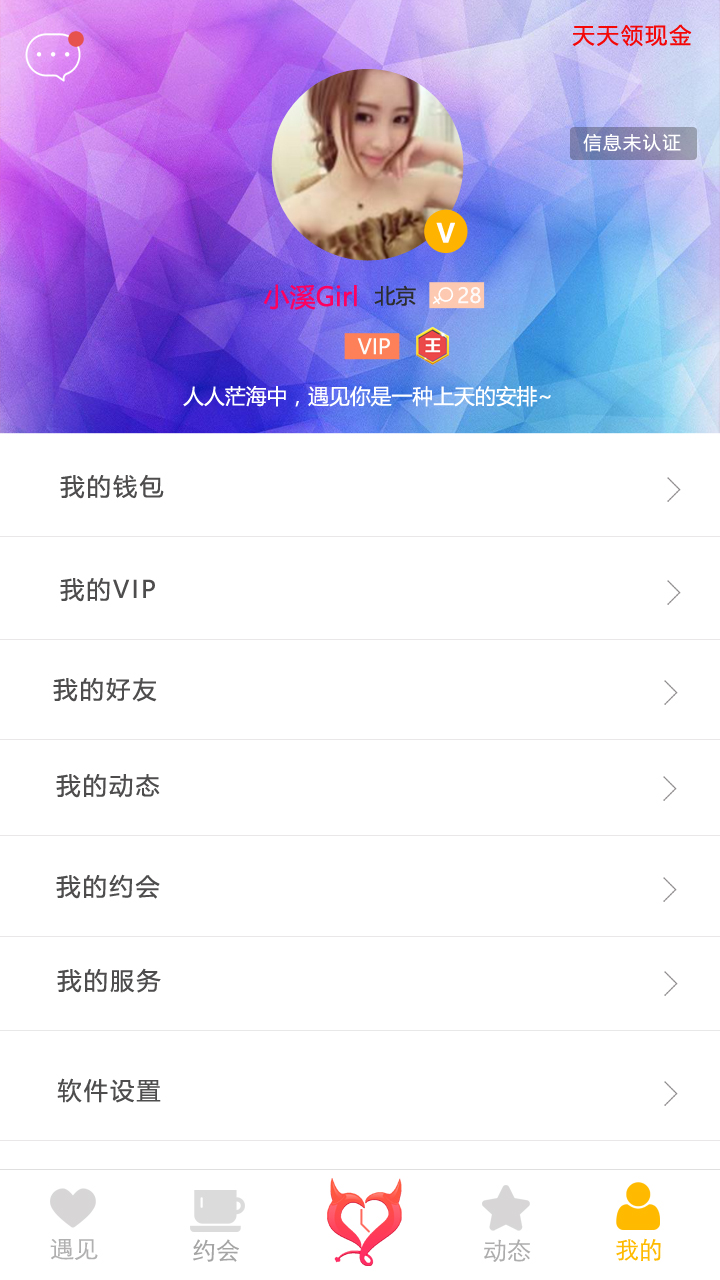 天天领现金
信息未认证
V
小溪Girl 北京 28
VIP 王
人人茫海中，遇见你是一种上天的安排~
我的钱包
我的VIP
我的好友
我的动态
我的约会
我的服务
软件设置
遇见 约会 动态 我的